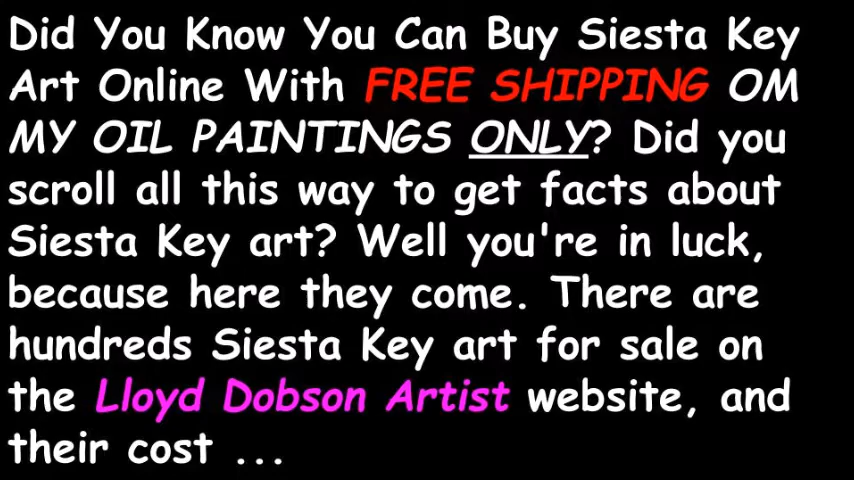 Did You Know You Can Buy Siesta Key
Art Online With FREE SHIPPING OM
MY OIL PAINTINGS ONLY? Did you
scroll all this way to get facts about
Siesta Key art? Well you're in luck,
because here they come. There are
hundreds Siesta Key art for sale on
the Lloyd Dobson Artist website, and
their cost ...